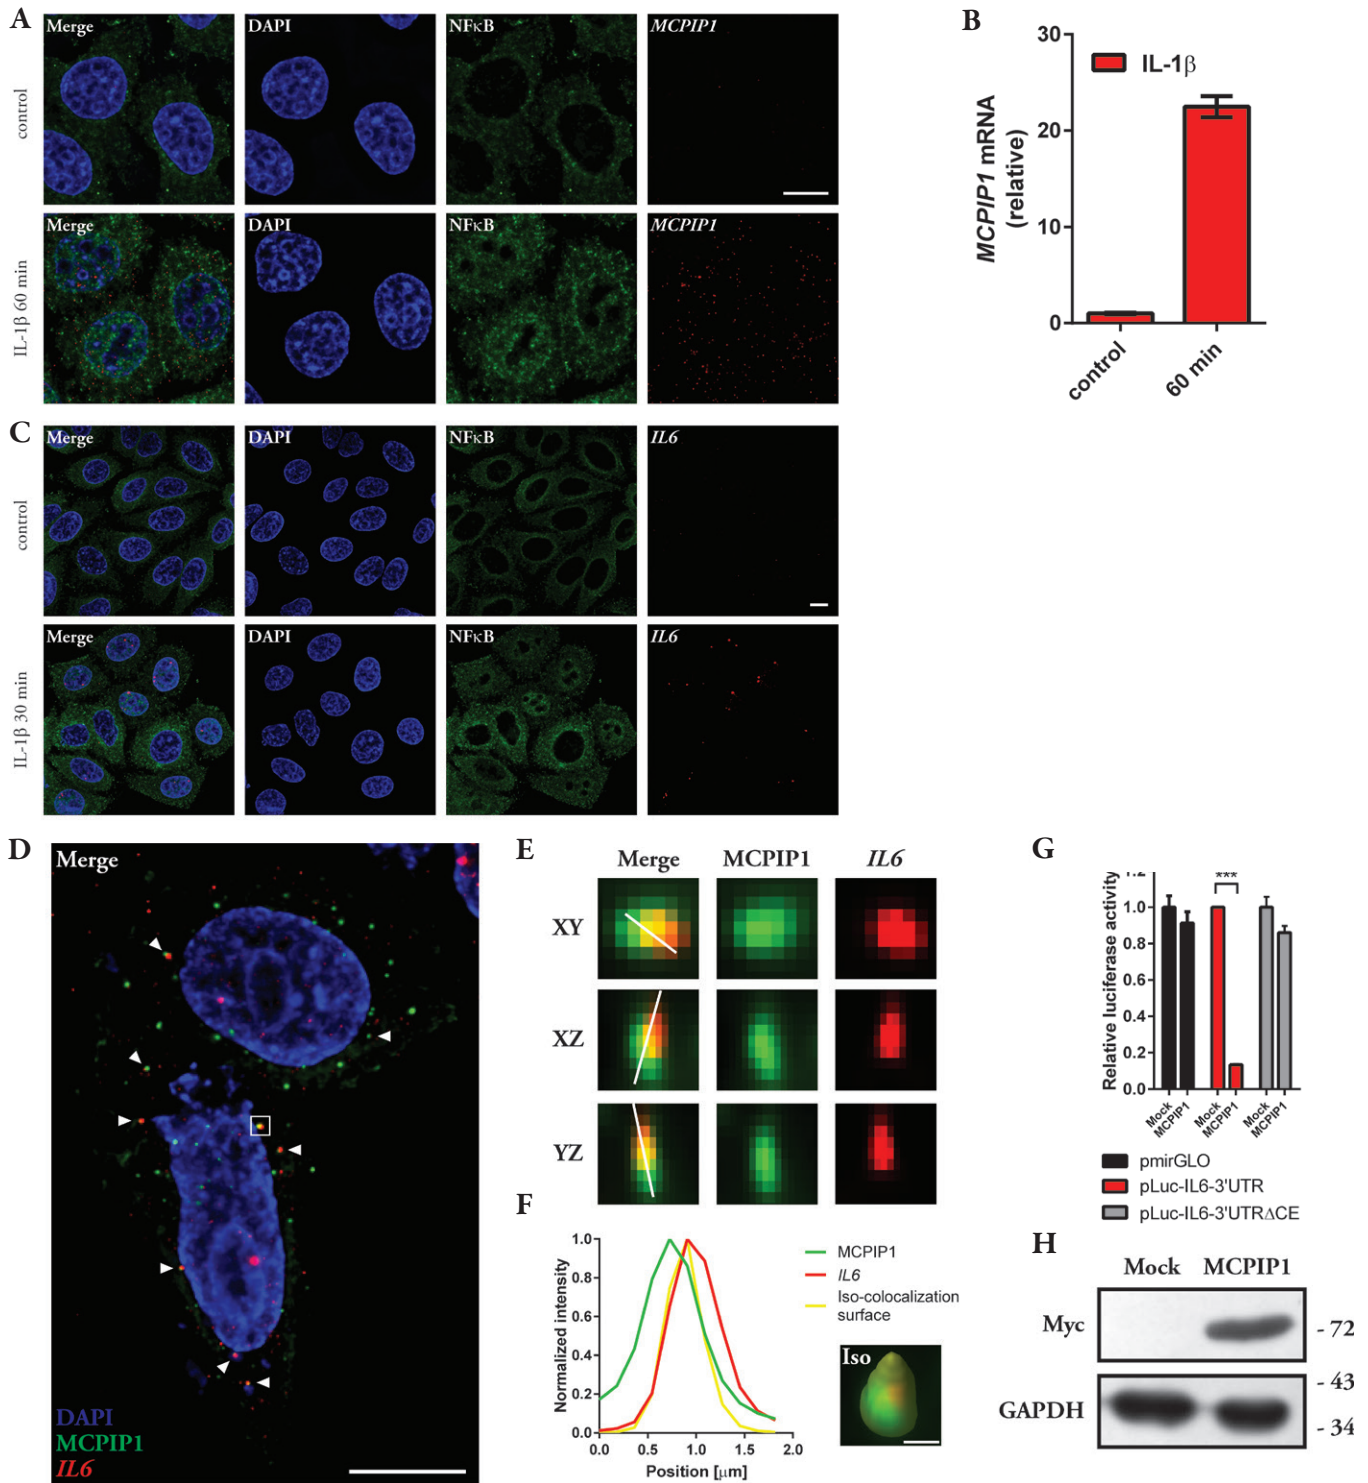 A
Merge
DAPI
NFκB
MCPIP1
control
Merge
DAPI
NFκB
MCPIP1
IL-1β 60 min
B
30
20
10
0
MCPIP1 mRNA
(relative)
IL-1β
control
60 min
C
Merge
DAPI
NFκB
IL6
control
Merge
DAPI
NFκB
IL6
IL-1β 30 min
D
Merge
DAPI
MCPIP1
IL6
E
Merge
MCPIP1
IL6
XY
XZ
YZ
F
Normalized intensity
1.0
0.8
0.6
0.4
0.2
0.0
0.0
0.5
1.0
1.5
2.0
Position [μm]
MCPIP1
IL6
Iso-colocalization
surface
Iso
G
Relative luciferase activity
1.2
1.0
0.8
0.6
0.4
0.2
0.0
***
Mock
MCPIP1
Mock
MCPIP1
Mock
MCPIP1
pmirGLO
pLuc-IL6-3'UTR
pLuc-IL6-3'UTRΔCE
H
Mock
MCPIP1
Myc
- 72
- 43
GAPDH
- 34